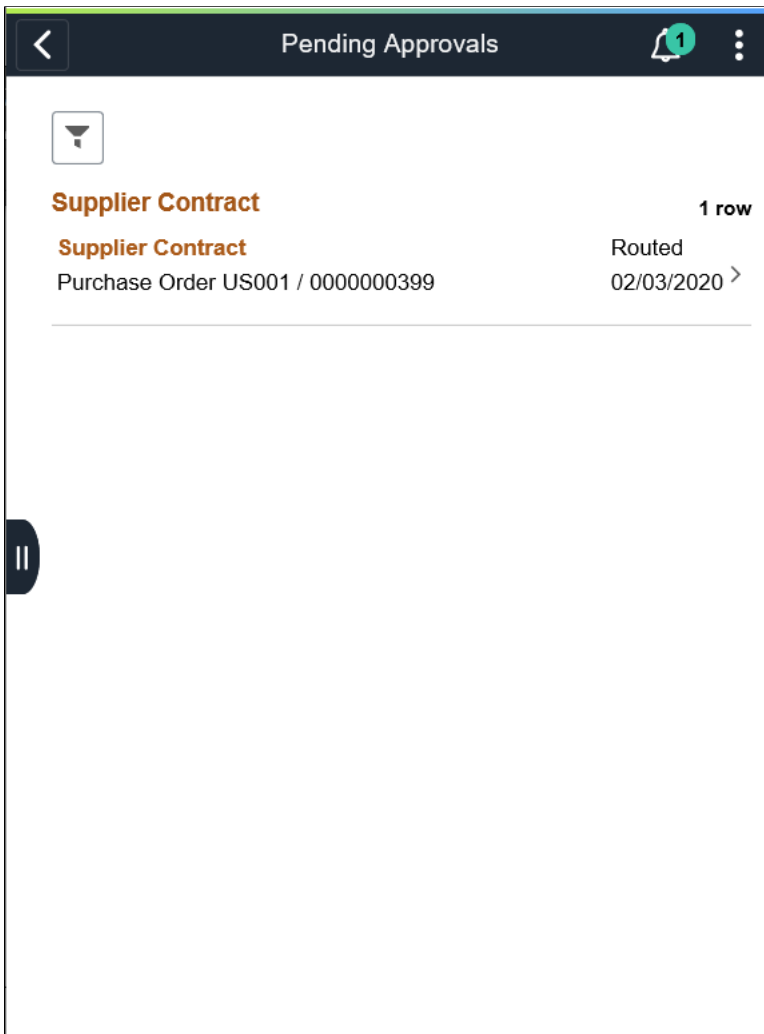 Pending Approvals
1
Supplier Contract
1 row
Supplier Contract
Routed
Purchase Order US001 / 0000000399
02/03/2020